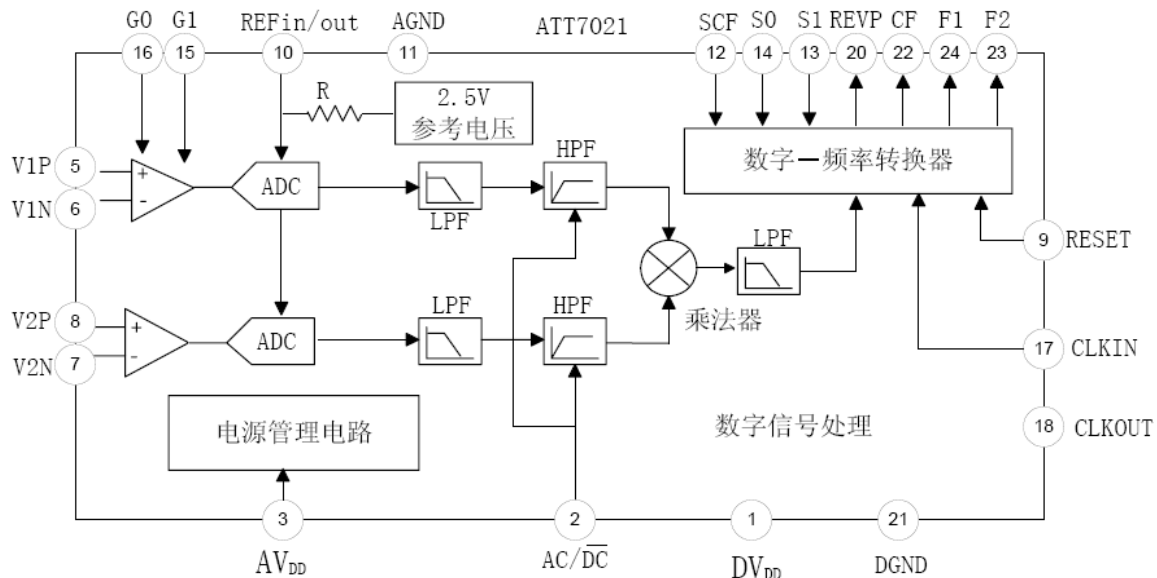 G0 G1 REFin/out AGND ATT7021 SCF S0 S1 REVP CF F1 F2
16 15 10 11 12 14 13 20 22 24 23
R
2.5V
参考电压
数字—频率转换器
V1P 5
V1N 6
+
-
ADC
LPF
HPF
9 RESET
LPF
乘法器
V2P 8
V2N 7
+
-
ADC
LPF
HPF
17 CLKIN
电源管理电路
数字信号处理
18 CLKOUT
3 2 1 21
AVDD AC/D̅C̅ DVDD DGND